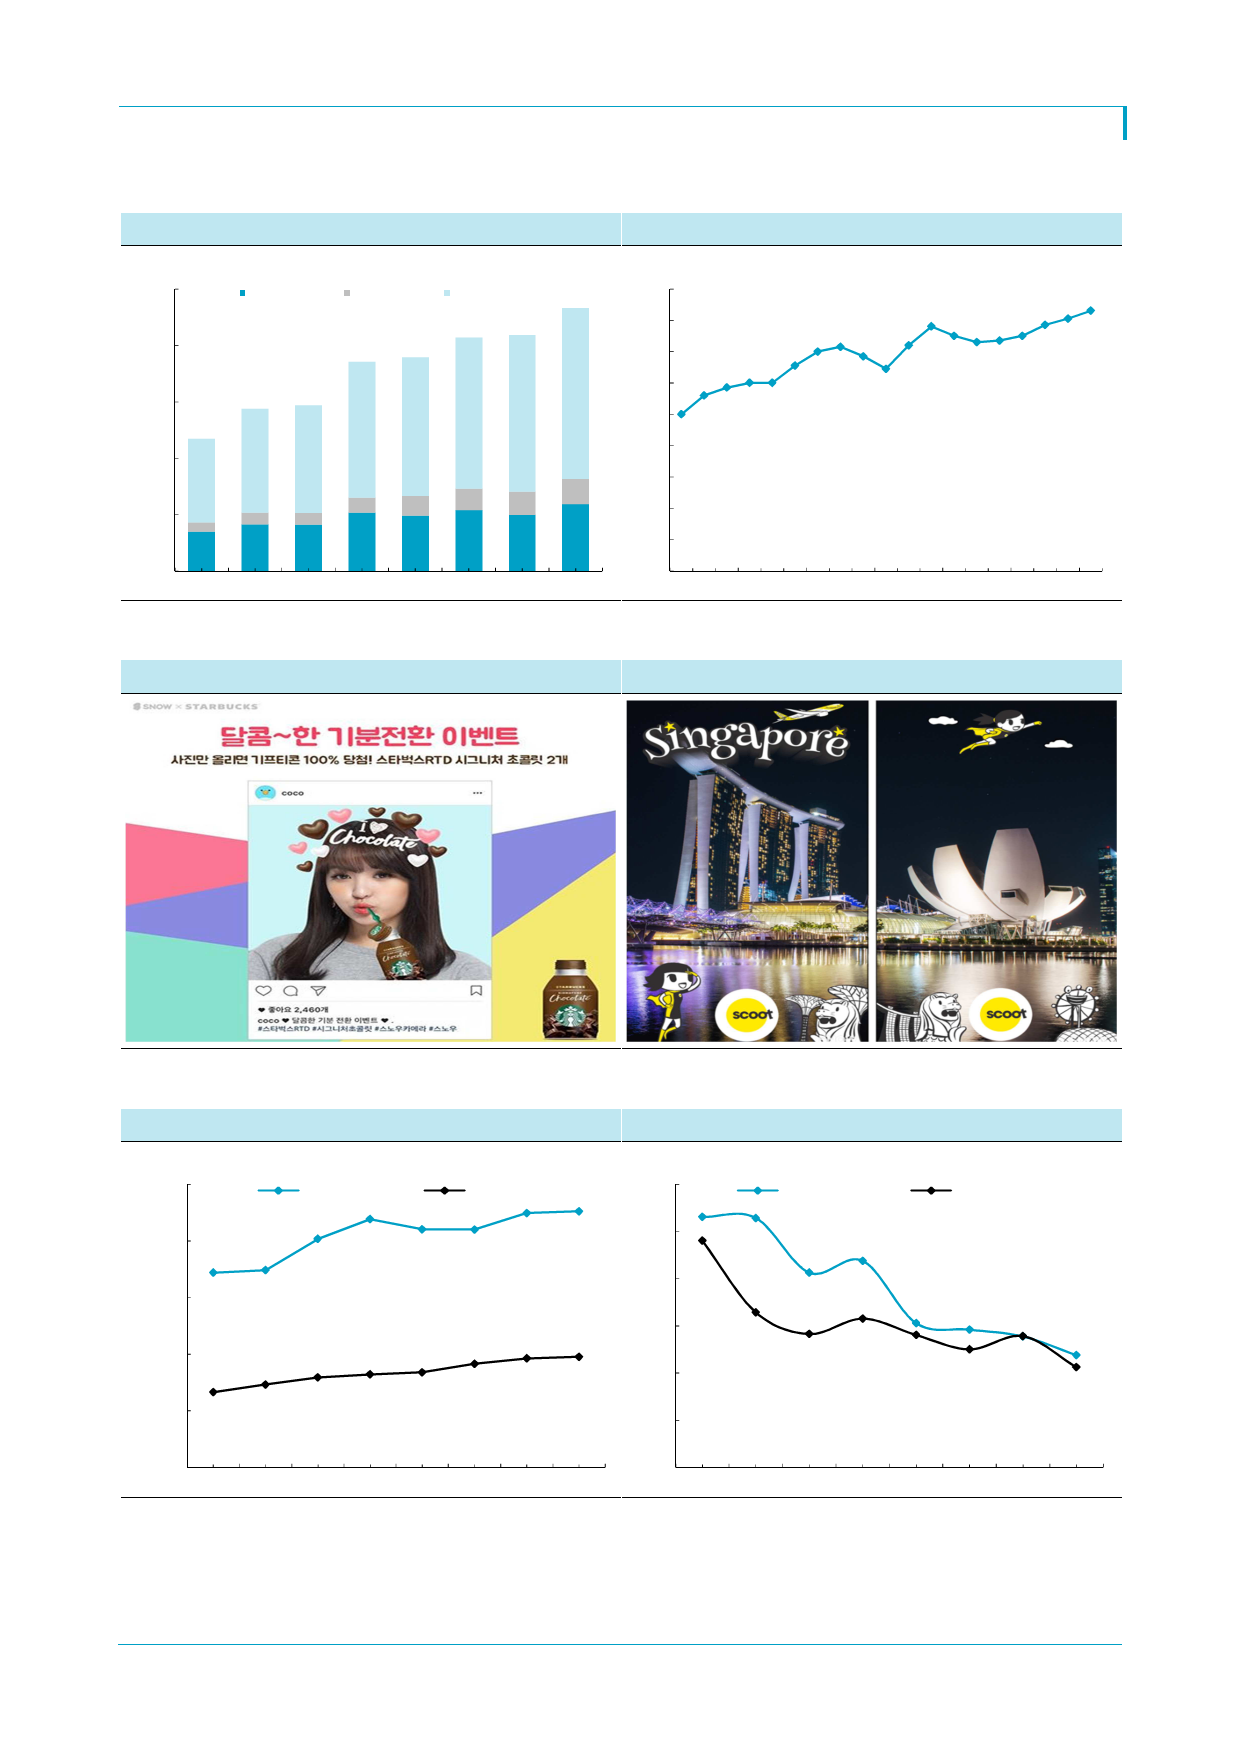 SNOW × STARBUCKS
달콤~한 기분전환 이벤트
사진만 올리면 기프티콘 100% 당첨! 스타벅스RTD 시그니처 초콜릿 2개
coco
I
Chocolate
STARBUCKS
SIGNATURE
Chocolate
♥ 좋아요 2,460개
coco ♥ 달콤한 기분 전환 이벤트 ♥ .
#스타벅스RTD #시그니처초콜릿 #스노우카메라 #스노우
Singapore
scoot
scoot